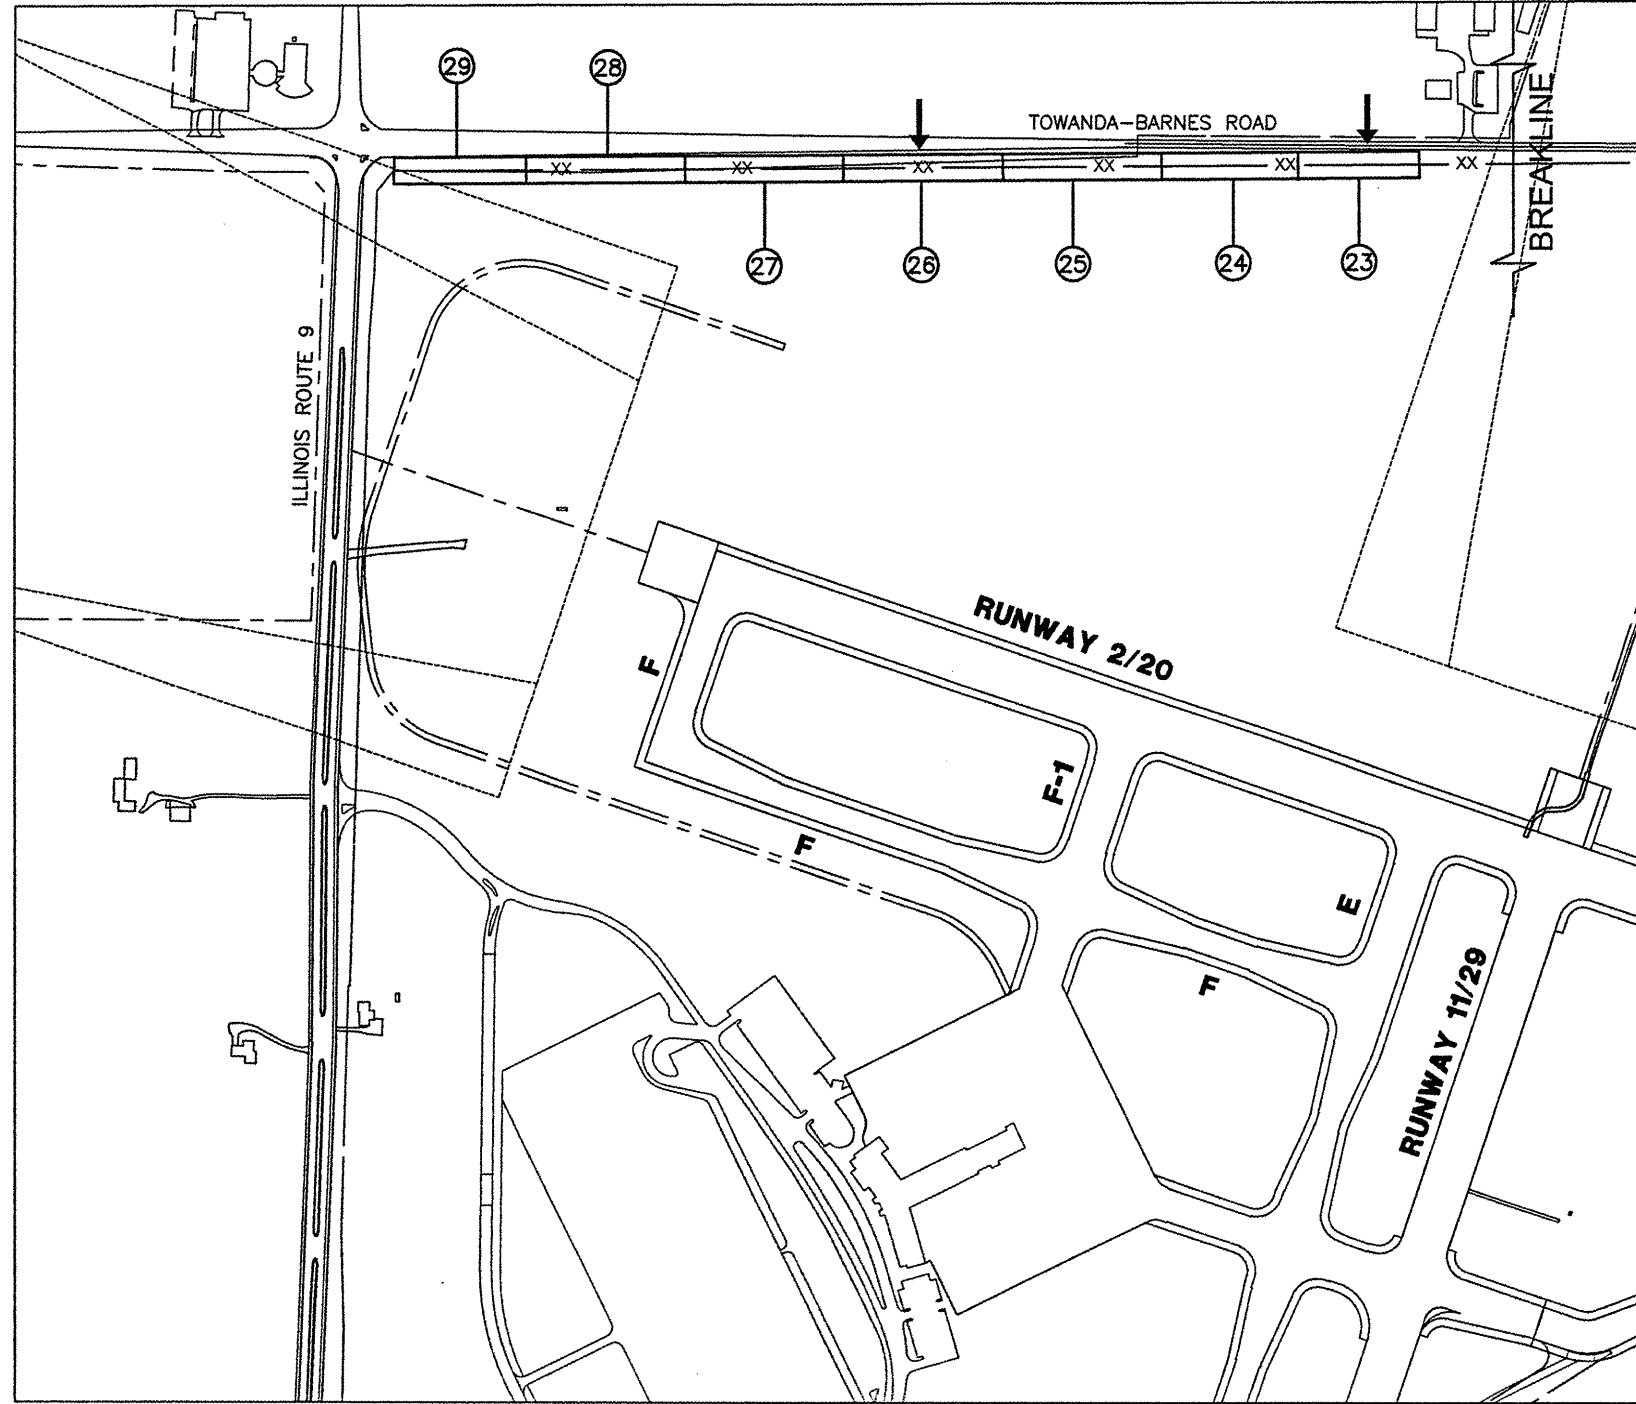 29
28
TOWANDA-BARNES ROAD
BREAKLINE
XX
XX
XX
XX
XX
XX
27
26
25
24
23
ILLINOIS ROUTE 9
RUNWAY 2/20
F
F-1
F
E
F
RUNWAY 11/29